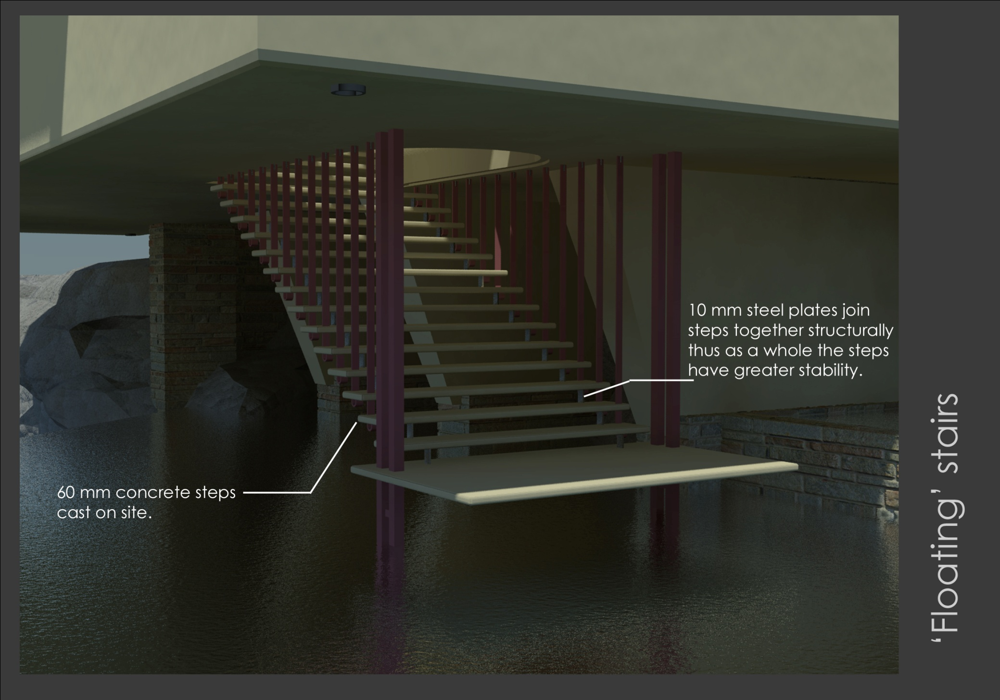 10 mm steel plates join
steps together structurally
thus as a whole the steps
have greater stability.
60 mm concrete steps
cast on site.
‘Floating’ stairs